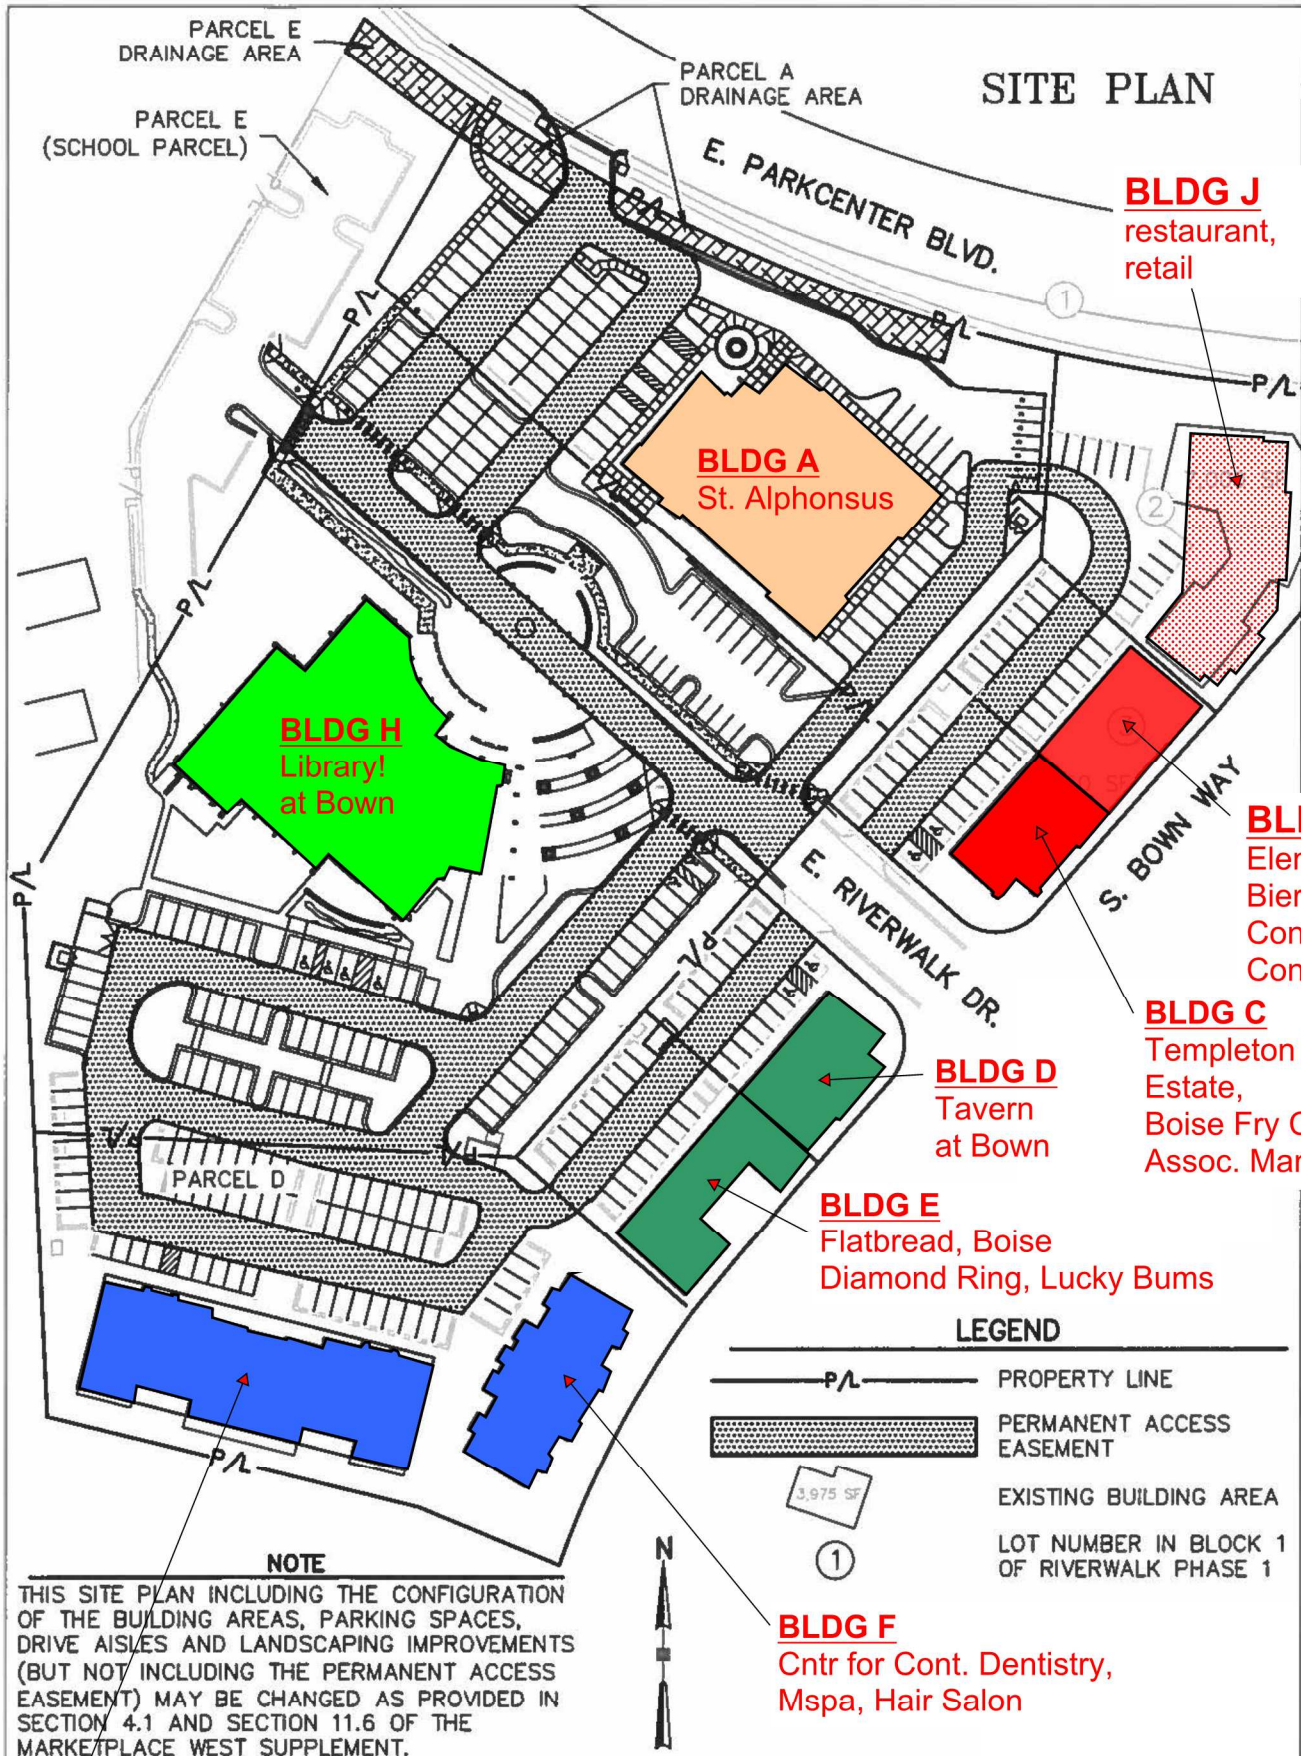 PARCEL E
DRAINAGE AREA
PARCEL A
DRAINAGE AREA
SITE PLAN
PARCEL E
(SCHOOL PARCEL)
E. PARKCENTER BLVD.
BLDG J
restaurant,
retail
P/L
P/L
1
P/L
P/L
BLDG A
St. Alphonsus
2
P/L
P/L
BLDG H
Library!
at Bown
S. BOWN WAY
E. RIVERWALK DR.
P/L
P/L
Con
Con
BLDG C
Templeton
Estate,
Boise Fry C
Assoc. Mar
BLDG D
Tavern
at Bown
PARCEL D
BLDG E
Flatbread, Boise
Diamond Ring, Lucky Bums
LEGEND
P/L
PROPERTY LINE
PERMANENT ACCESS
EASEMENT
P/L
3,975 SF
EXISTING BUILDING AREA
1
LOT NUMBER IN BLOCK 1
OF RIVERWALK PHASE 1
N
NOTE
THIS SITE PLAN INCLUDING THE CONFIGURATION
OF THE BUILDING AREAS, PARKING SPACES,
DRIVE AISLES AND LANDSCAPING IMPROVEMENTS
(BUT NOT INCLUDING THE PERMANENT ACCESS
EASEMENT) MAY BE CHANGED AS PROVIDED IN
SECTION 4.1 AND SECTION 11.6 OF THE
MARKETPLACE WEST SUPPLEMENT.
BLDG F
Cntr for Cont. Dentistry,
Mspa, Hair Salon